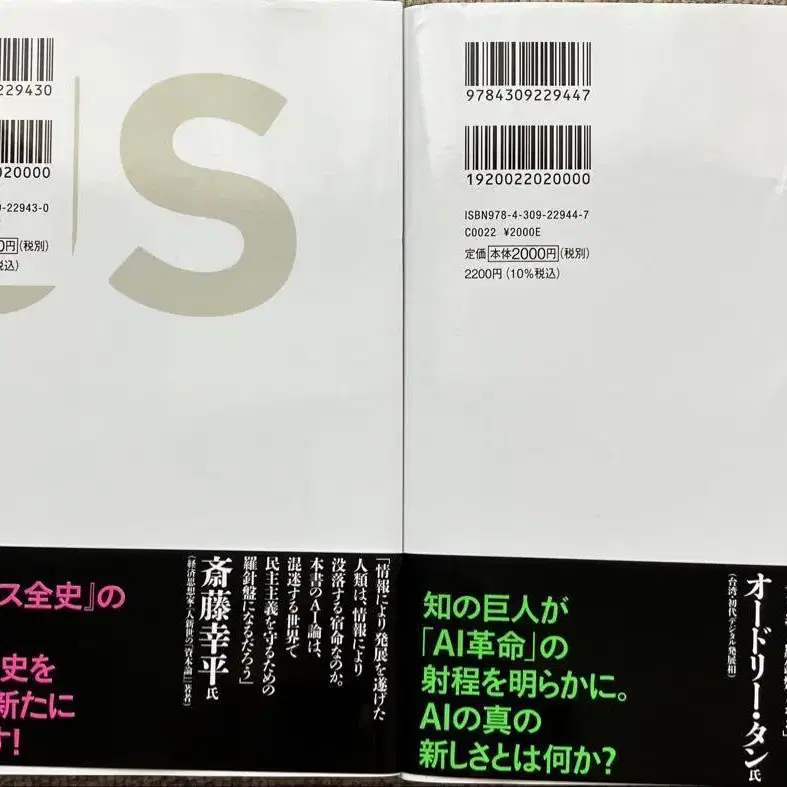 229430
020000
9-22943-0
0円(税別)
税込)
US
ス全史』の
史を
新たに
す!
「情報により発展を遂げた
人類は、情報により
没落する宿命なのか。
本書のAI論は、
混迷する世界で
民主主義を守るための
羅針盤になるだろう」
斎藤幸平氏
(経済思想家・『人新世の「資本論」』著者)
9784309229447
1920022020000
ISBN978-4-309-22944-7
C0022 ¥2000E
定価 本体2000円(税別)
2200円(10%税込)
知の巨人が
「AI革命」の
射程を明らかに。
AIの真の
新しさとは何か?
オードリー・タン氏
(台湾・初代デジタル発展相)